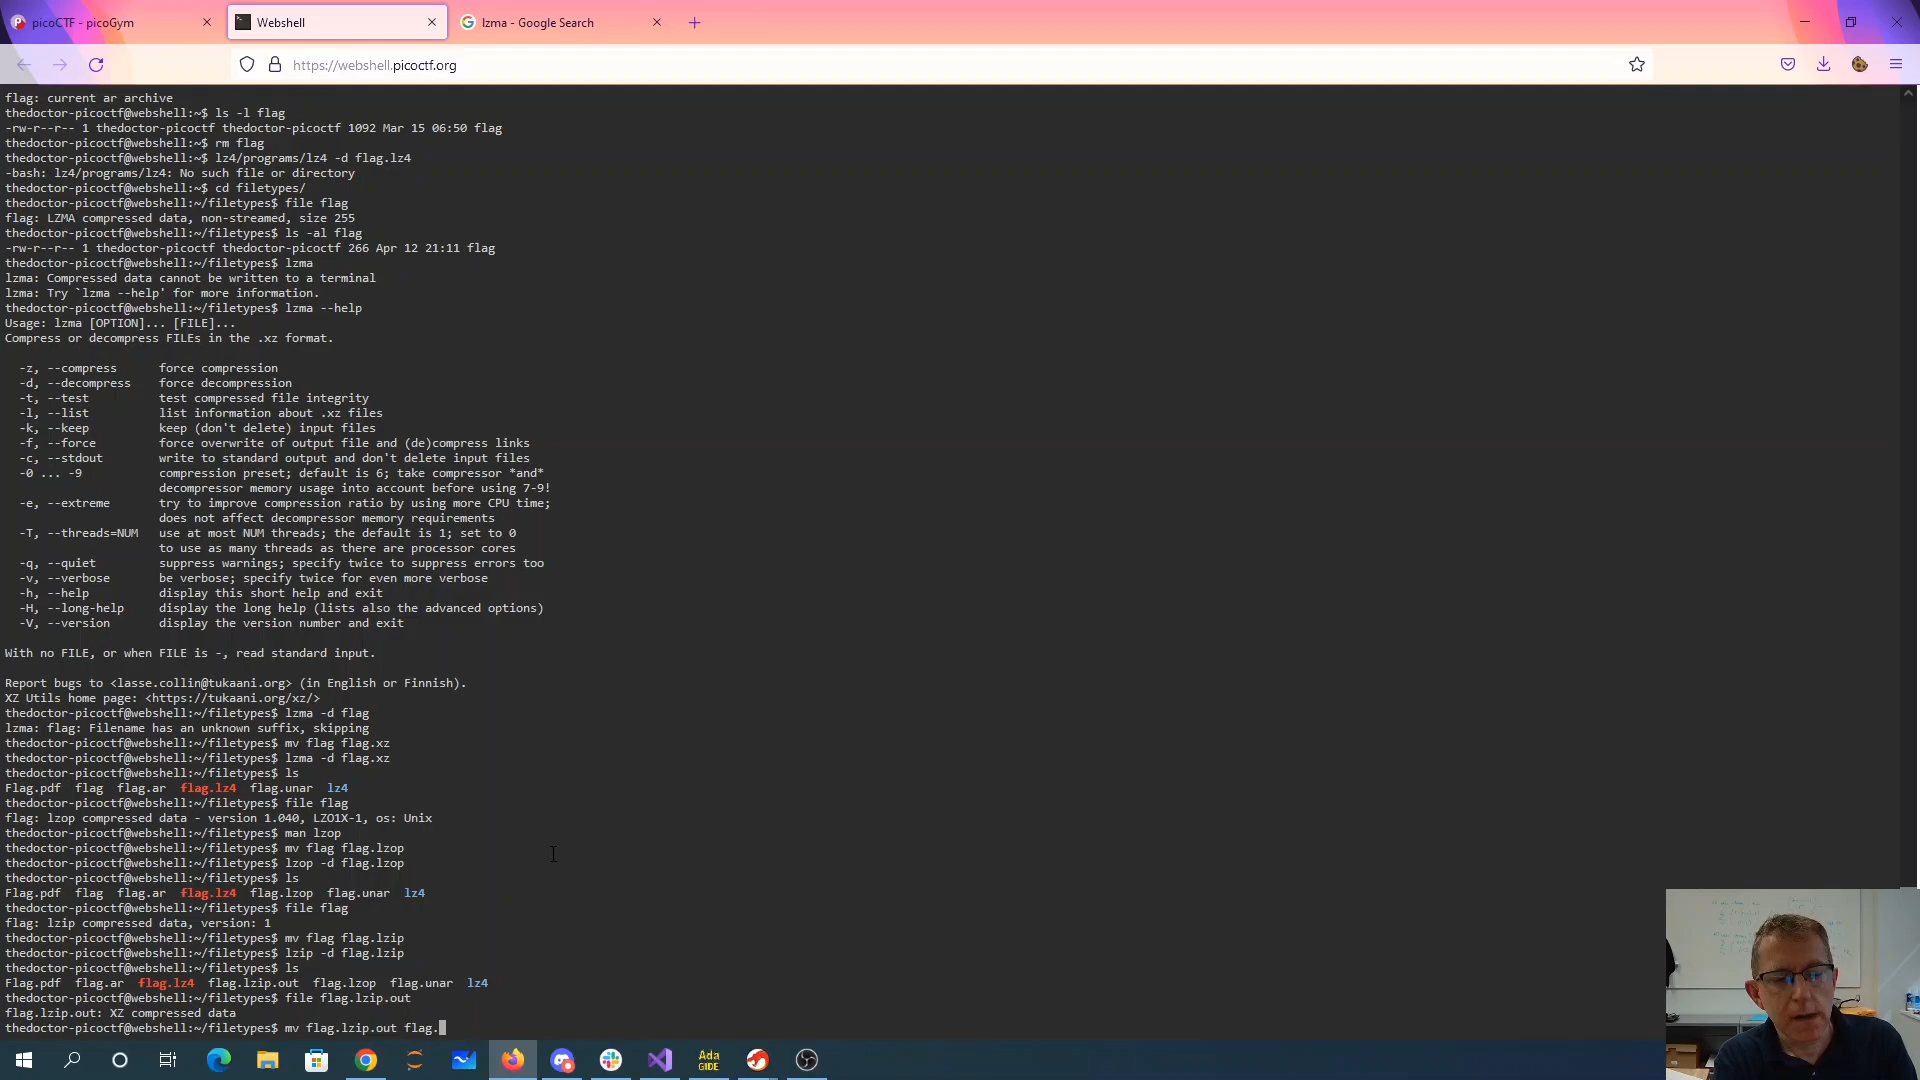 picoCTF - picoGym
Webshell
lzma - Google Search
https://webshell.picoctf.org
flag: current ar archive
thedoctor-picoctf@webshell:~$ ls -l flag
-rw-r--r-- 1 thedoctor-picoctf thedoctor-picoctf 1092 Mar 15 06:50 flag
thedoctor-picoctf@webshell:~$ rm flag
thedoctor-picoctf@webshell:~$ lz4/programs/lz4 -d flag.lz4
-bash: lz4/programs/lz4: No such file or directory
thedoctor-picoctf@webshell:~$ cd filetypes/
thedoctor-picoctf@webshell:~/filetypes$ file flag
flag: LZMA compressed data, non-streamed, size 255
thedoctor-picoctf@webshell:~/filetypes$ ls -al flag
-rw-r--r-- 1 thedoctor-picoctf thedoctor-picoctf 266 Apr 12 21:11 flag
thedoctor-picoctf@webshell:~/filetypes$ lzma
lzma: Compressed data cannot be written to a terminal
lzma: Try `lzma --help' for more information.
thedoctor-picoctf@webshell:~/filetypes$ lzma --help
Usage: lzma [OPTION]... [FILE]...
Compress or decompress FILEs in the .xz format.
-z, --compress force compression
-d, --decompress force decompression
-t, --test test compressed file integrity
-l, --list list information about .xz files
-k, --keep keep (don't delete) input files
-f, --force force overwrite of output file and (de)compress links
-c, --stdout write to standard output and don't delete input files
-0 ... -9 compression preset; default is 6; take compressor *and*
decompressor memory usage into account before using 7-9!
-e, --extreme try to improve compression ratio by using more CPU time;
does not affect decompressor memory requirements
-T, --threads=NUM use at most NUM threads; the default is 1; set to 0
to use as many threads as there are processor cores
-q, --quiet suppress warnings; specify twice to suppress errors too
-v, --verbose be verbose; specify twice for even more verbose
-h, --help display this short help and exit
-H, --long-help display the long help (lists also the advanced options)
-V, --version display the version number and exit
With no FILE, or when FILE is -, read standard input.
Report bugs to <lasse.collin@tukaani.org> (in English or Finnish).
XZ Utils home page: <https://tukaani.org/xz/>
thedoctor-picoctf@webshell:~/filetypes$ lzma -d flag
lzma: flag: Filename has an unknown suffix, skipping
thedoctor-picoctf@webshell:~/filetypes$ mv flag flag.xz
thedoctor-picoctf@webshell:~/filetypes$ lzma -d flag.xz
thedoctor-picoctf@webshell:~/filetypes$ ls
Flag.pdf flag flag.ar flag.lz4 flag.unar lz4
thedoctor-picoctf@webshell:~/filetypes$ file flag
flag: lzop compressed data - version 1.040, LZO1X-1, os: Unix
thedoctor-picoctf@webshell:~/filetypes$ man lzop
thedoctor-picoctf@webshell:~/filetypes$ mv flag flag.lzop
thedoctor-picoctf@webshell:~/filetypes$ lzop -d flag.lzop
thedoctor-picoctf@webshell:~/filetypes$ ls
Flag.pdf flag flag.ar flag.lz4 flag.lzop flag.unar lz4
thedoctor-picoctf@webshell:~/filetypes$ file flag
flag: lzip compressed data, version: 1
thedoctor-picoctf@webshell:~/filetypes$ mv flag flag.lzip
thedoctor-picoctf@webshell:~/filetypes$ lzip -d flag.lzip
thedoctor-picoctf@webshell:~/filetypes$ ls
Flag.pdf flag.ar flag.lz4 flag.lzip.out flag.lzop flag.unar lz4
thedoctor-picoctf@webshell:~/filetypes$ file flag.lzip.out
flag.lzip.out: XZ compressed data
thedoctor-picoctf@webshell:~/filetypes$ mv flag.lzip.out flag.
Ada
GIDE